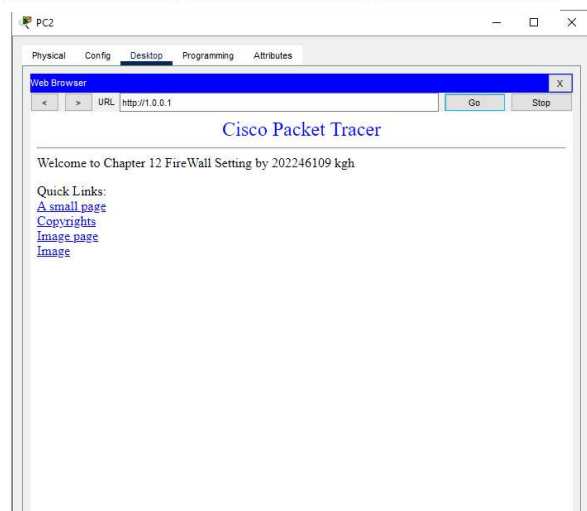 PC2
Physical Config Desktop Programming Attributes
Web Browser X
< > URL http://1.0.0.1 Go Stop
Cisco Packet Tracer
Welcome to Chapter 12 FireWall Setting by 202246109 kgh
Quick Links:
A small page
Copyrights
Image page
Image